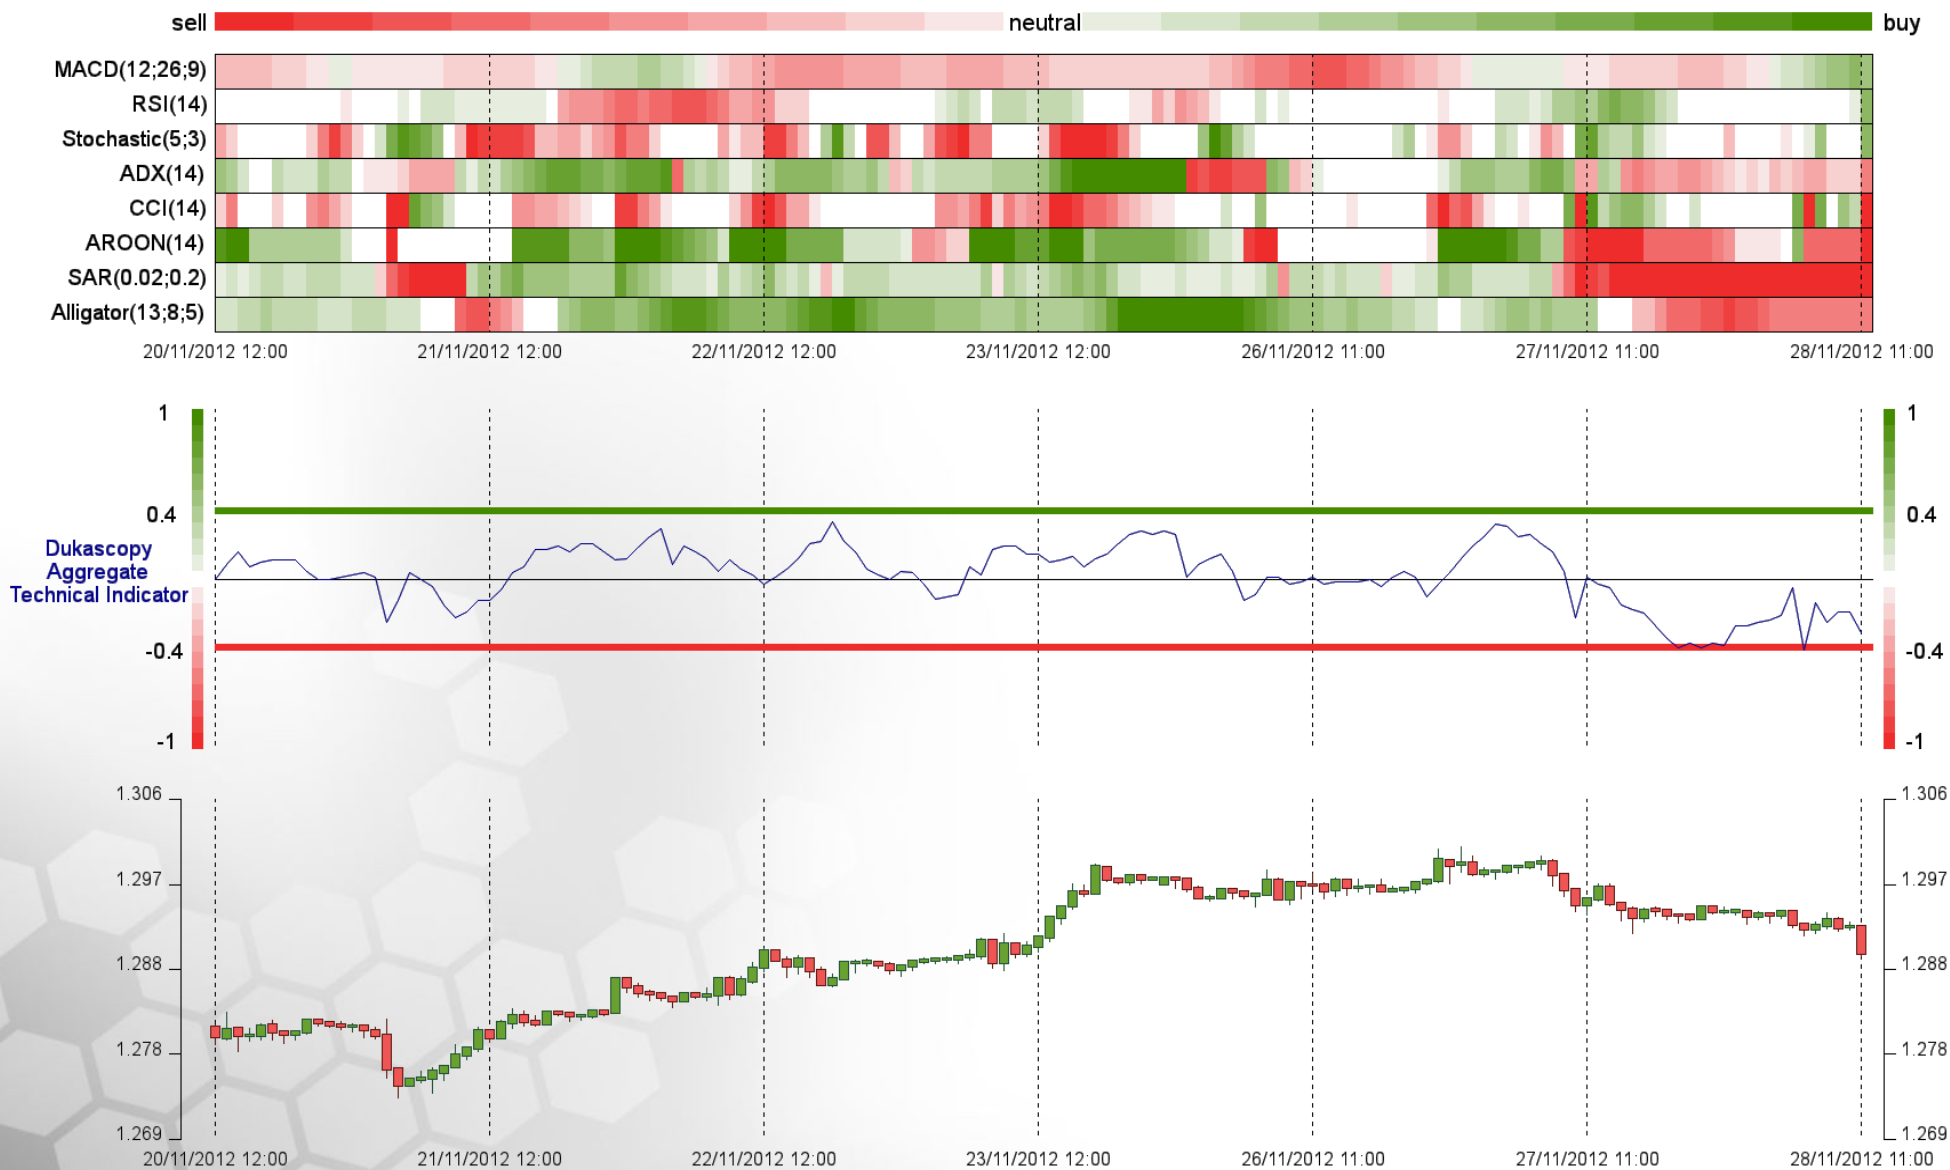 sell neutral buy
MACD(12;26;9)
RSI(14)
Stochastic(5;3)
ADX(14)
CCI(14)
AROON(14)
SAR(0.02;0.2)
Alligator(13;8;5)
20/11/2012 12:00 21/11/2012 12:00 22/11/2012 12:00 23/11/2012 12:00 26/11/2012 11:00 27/11/2012 11:00 28/11/2012 11:00
1 1
0.4 0.4
Dukascopy
Aggregate
Technical Indicator
-0.4 -0.4
-1 -1
1.306 1.306
1.297 1.297
1.288 1.288
1.278 1.278
1.269 1.269
20/11/2012 12:00 21/11/2012 12:00 22/11/2012 12:00 23/11/2012 12:00 26/11/2012 11:00 27/11/2012 11:00 28/11/2012 11:00